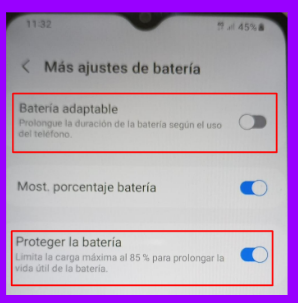 11:32
45%
Más ajustes de batería
Batería adaptable
Prolongue la duración de la batería según el uso
del teléfono.
Most. porcentaje batería
Proteger la batería
Limita la carga máxima al 85 % para prolongar la
vida útil de la batería.